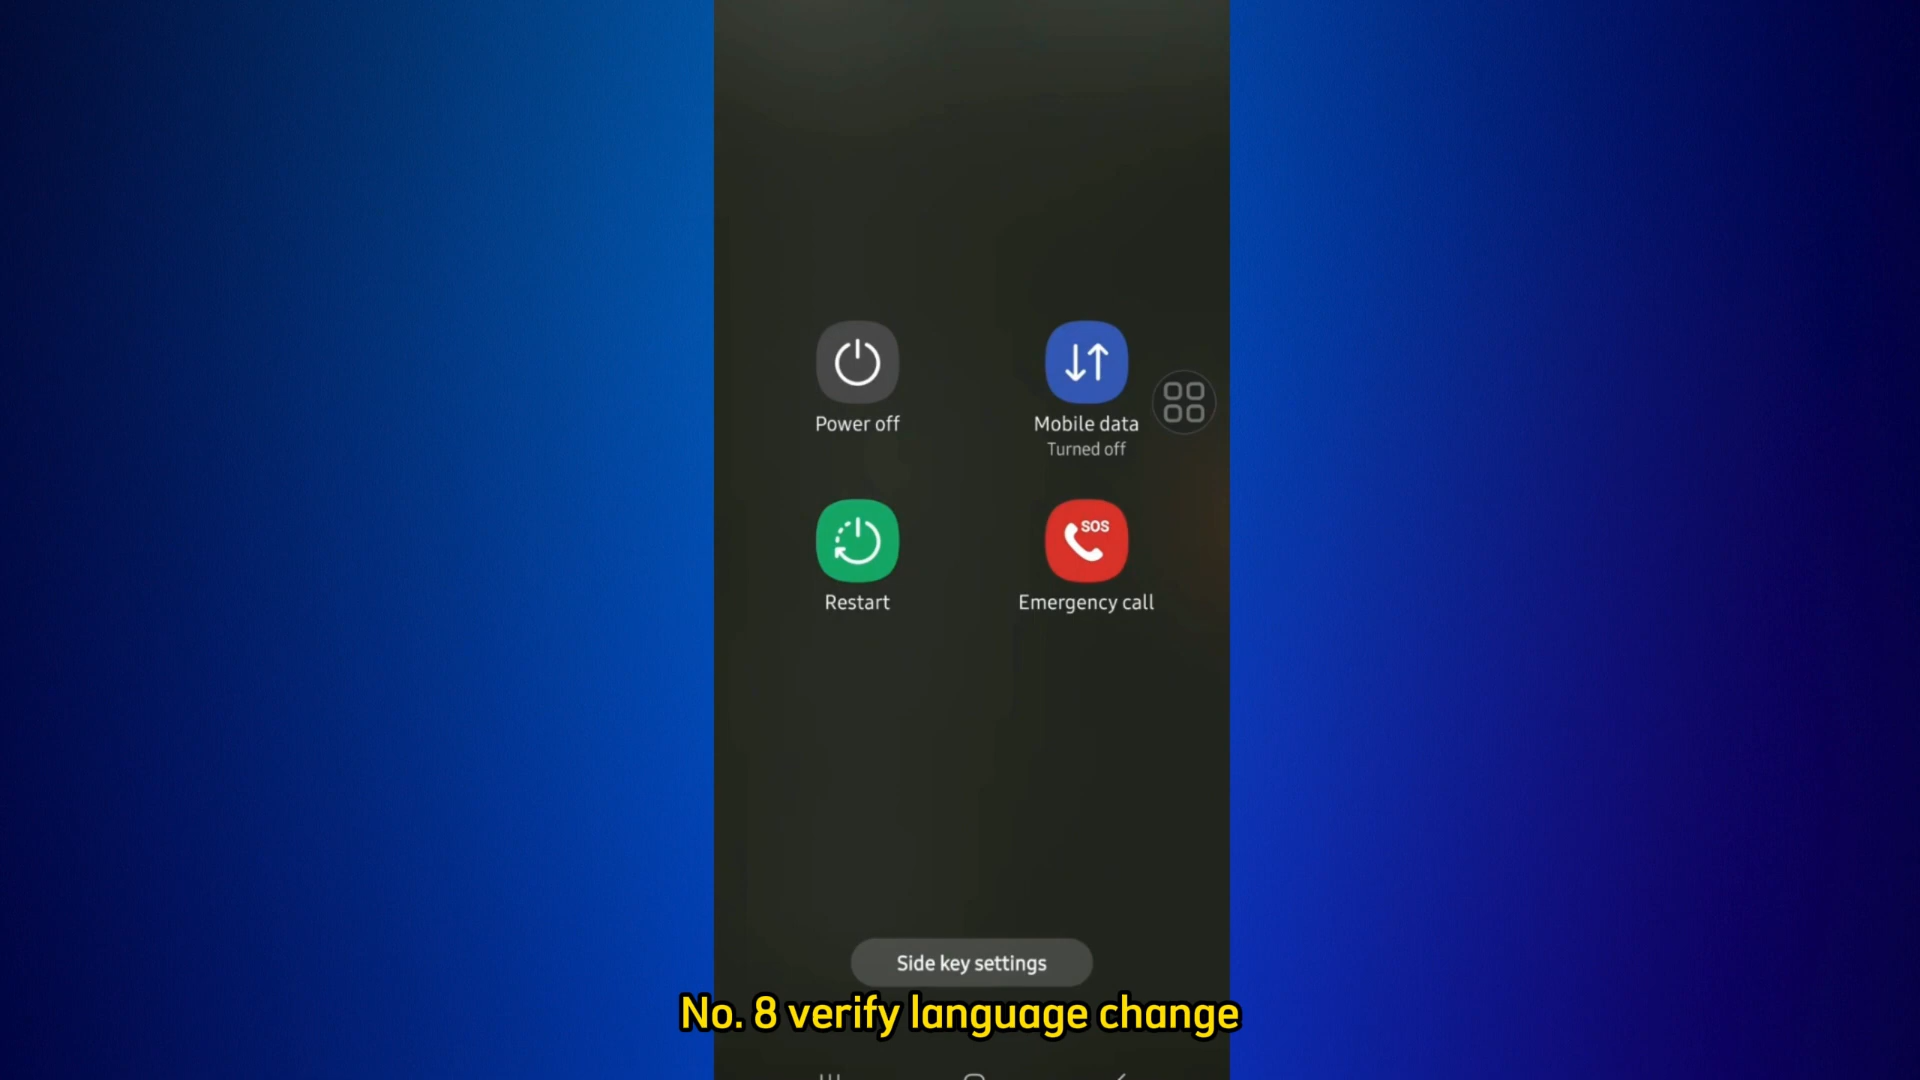 Power off
Mobile data
Turned off
Restart
SOS
Emergency call
Side key settings
No. 8 verify language change